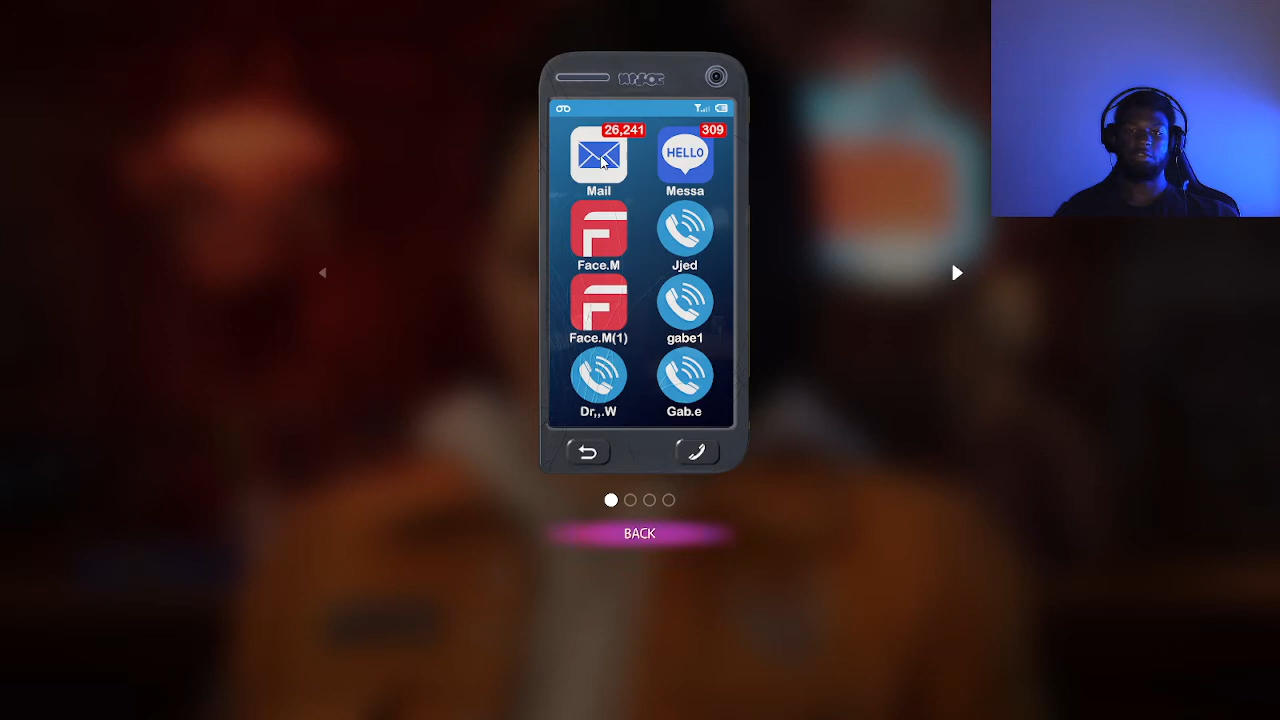 26,241
309
HELLO
Mail
Messa
Face.M
Jjed
Face.M(1)
gabe1
Dr,,.W
Gab.e
BACK